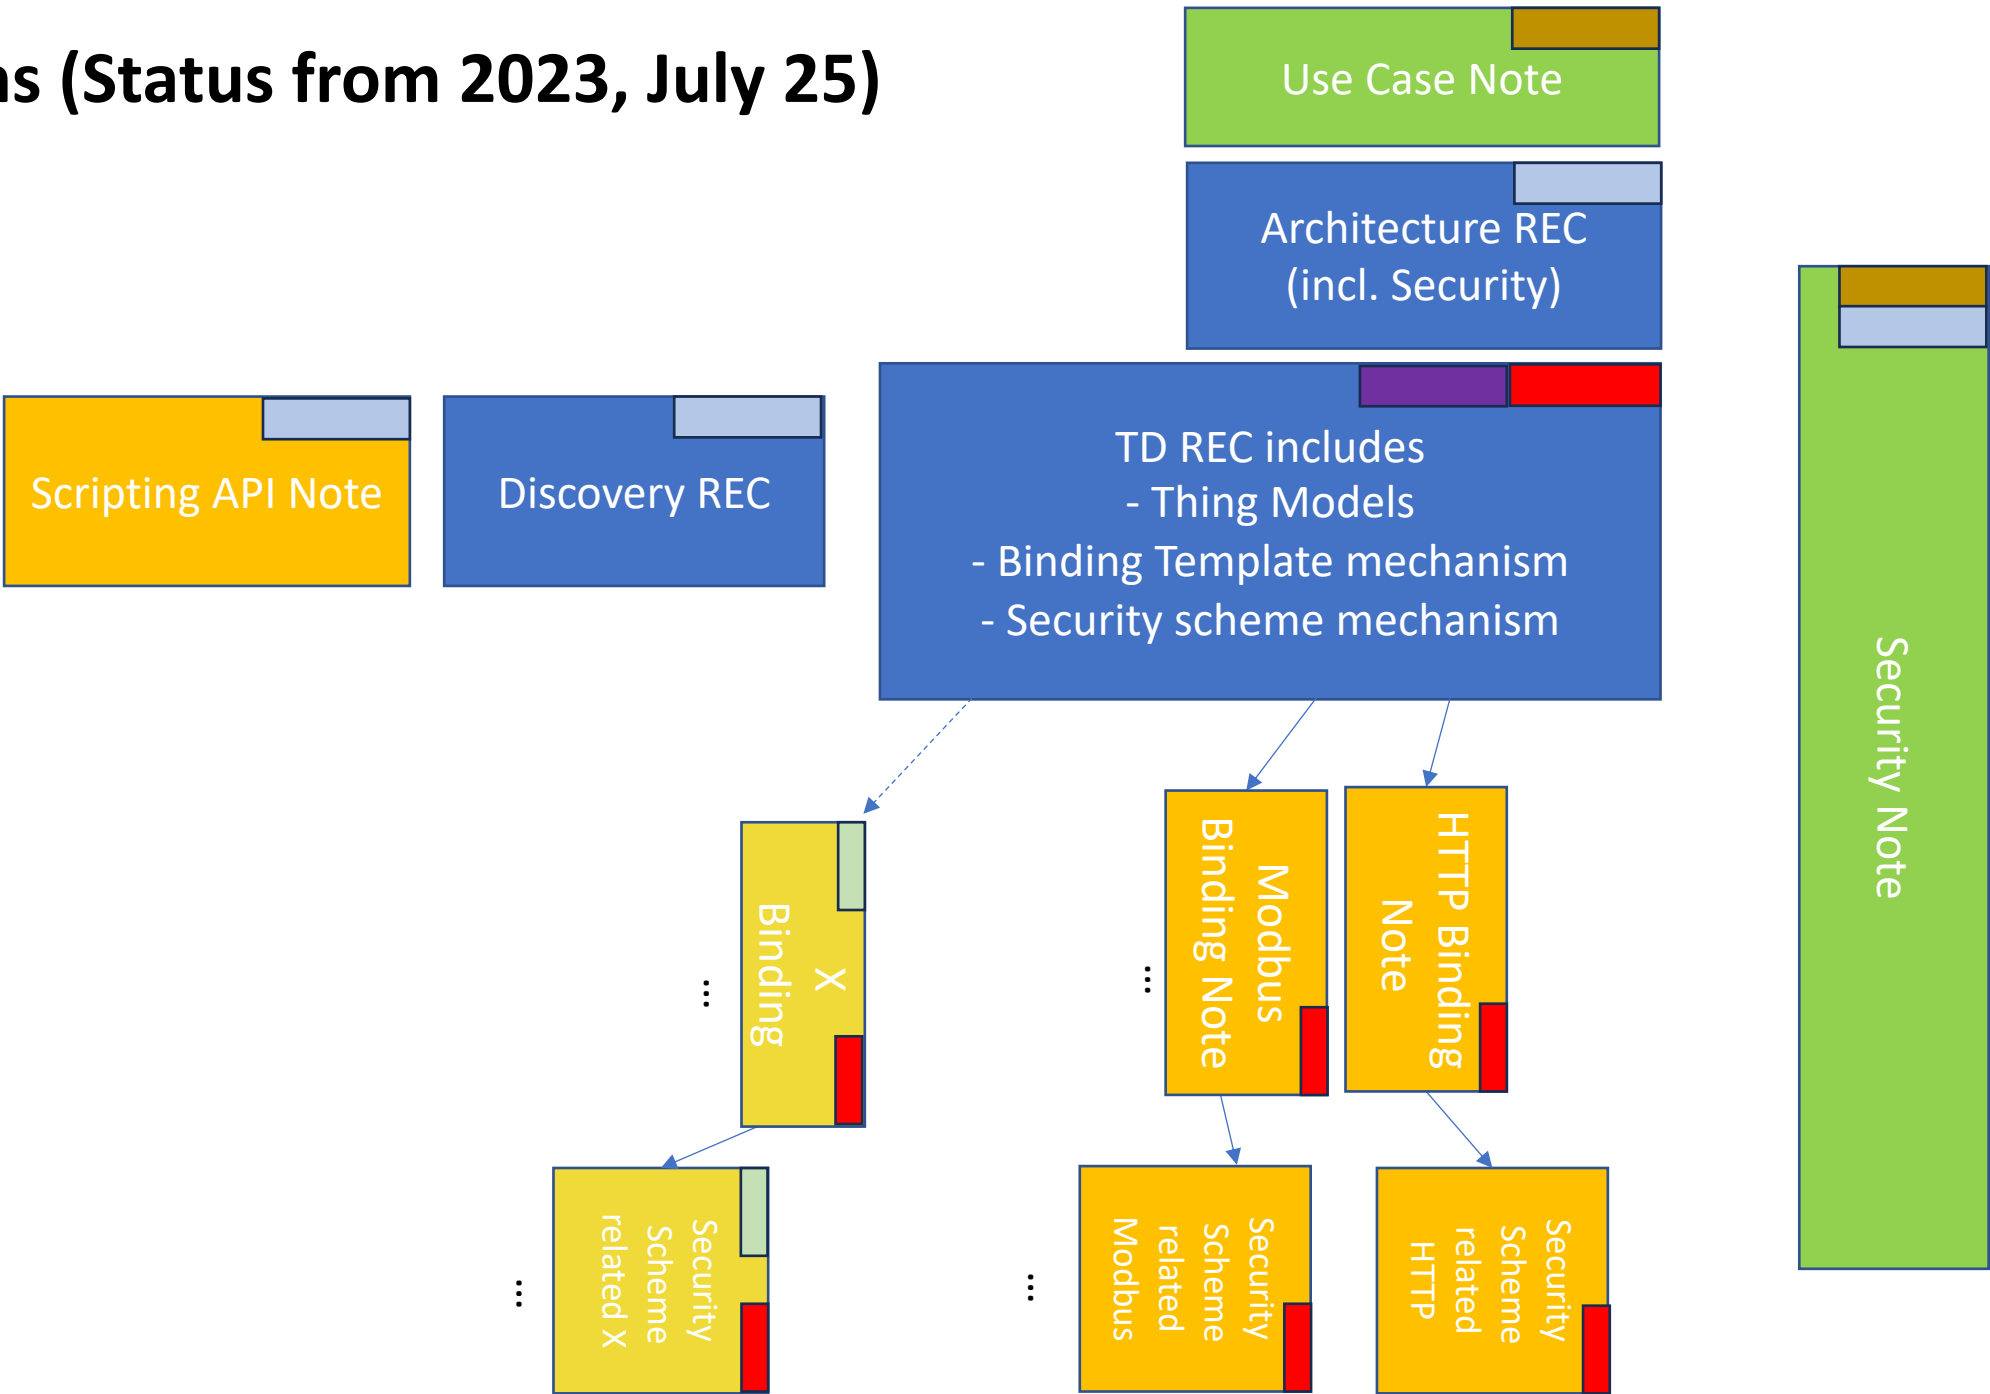 ns (Status from 2023, July 25)
Use Case Note
Architecture REC
(incl. Security)
Scripting API Note
Discovery REC
TD REC includes
- Thing Models
- Binding Template mechanism
- Security scheme mechanism
Security Note
X
Binding
...
Modbus
Binding Note
...
HTTP Binding
Note
Security
Scheme
related X
...
Security
Scheme
related
Modbus
...
Security
Scheme
related
HTTP